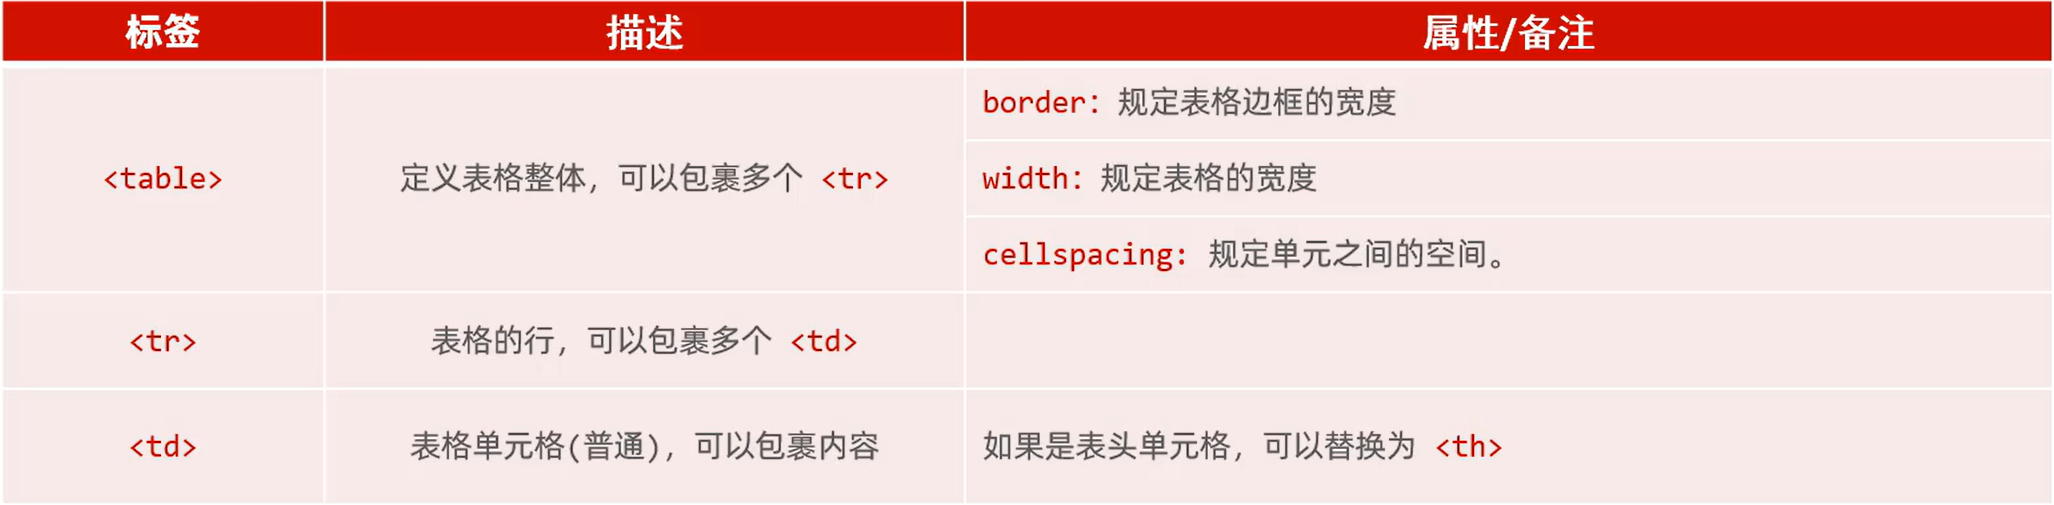 标签 描述 属性/备注
border：规定表格边框的宽度
<table> 定义表格整体，可以包裹多个 <tr> width：规定表格的宽度
cellspacing: 规定单元之间的空间。
<tr> 表格的行，可以包裹多个 <td>
<td> 表格单元格(普通)，可以包裹内容 如果是表头单元格，可以替换为 <th>